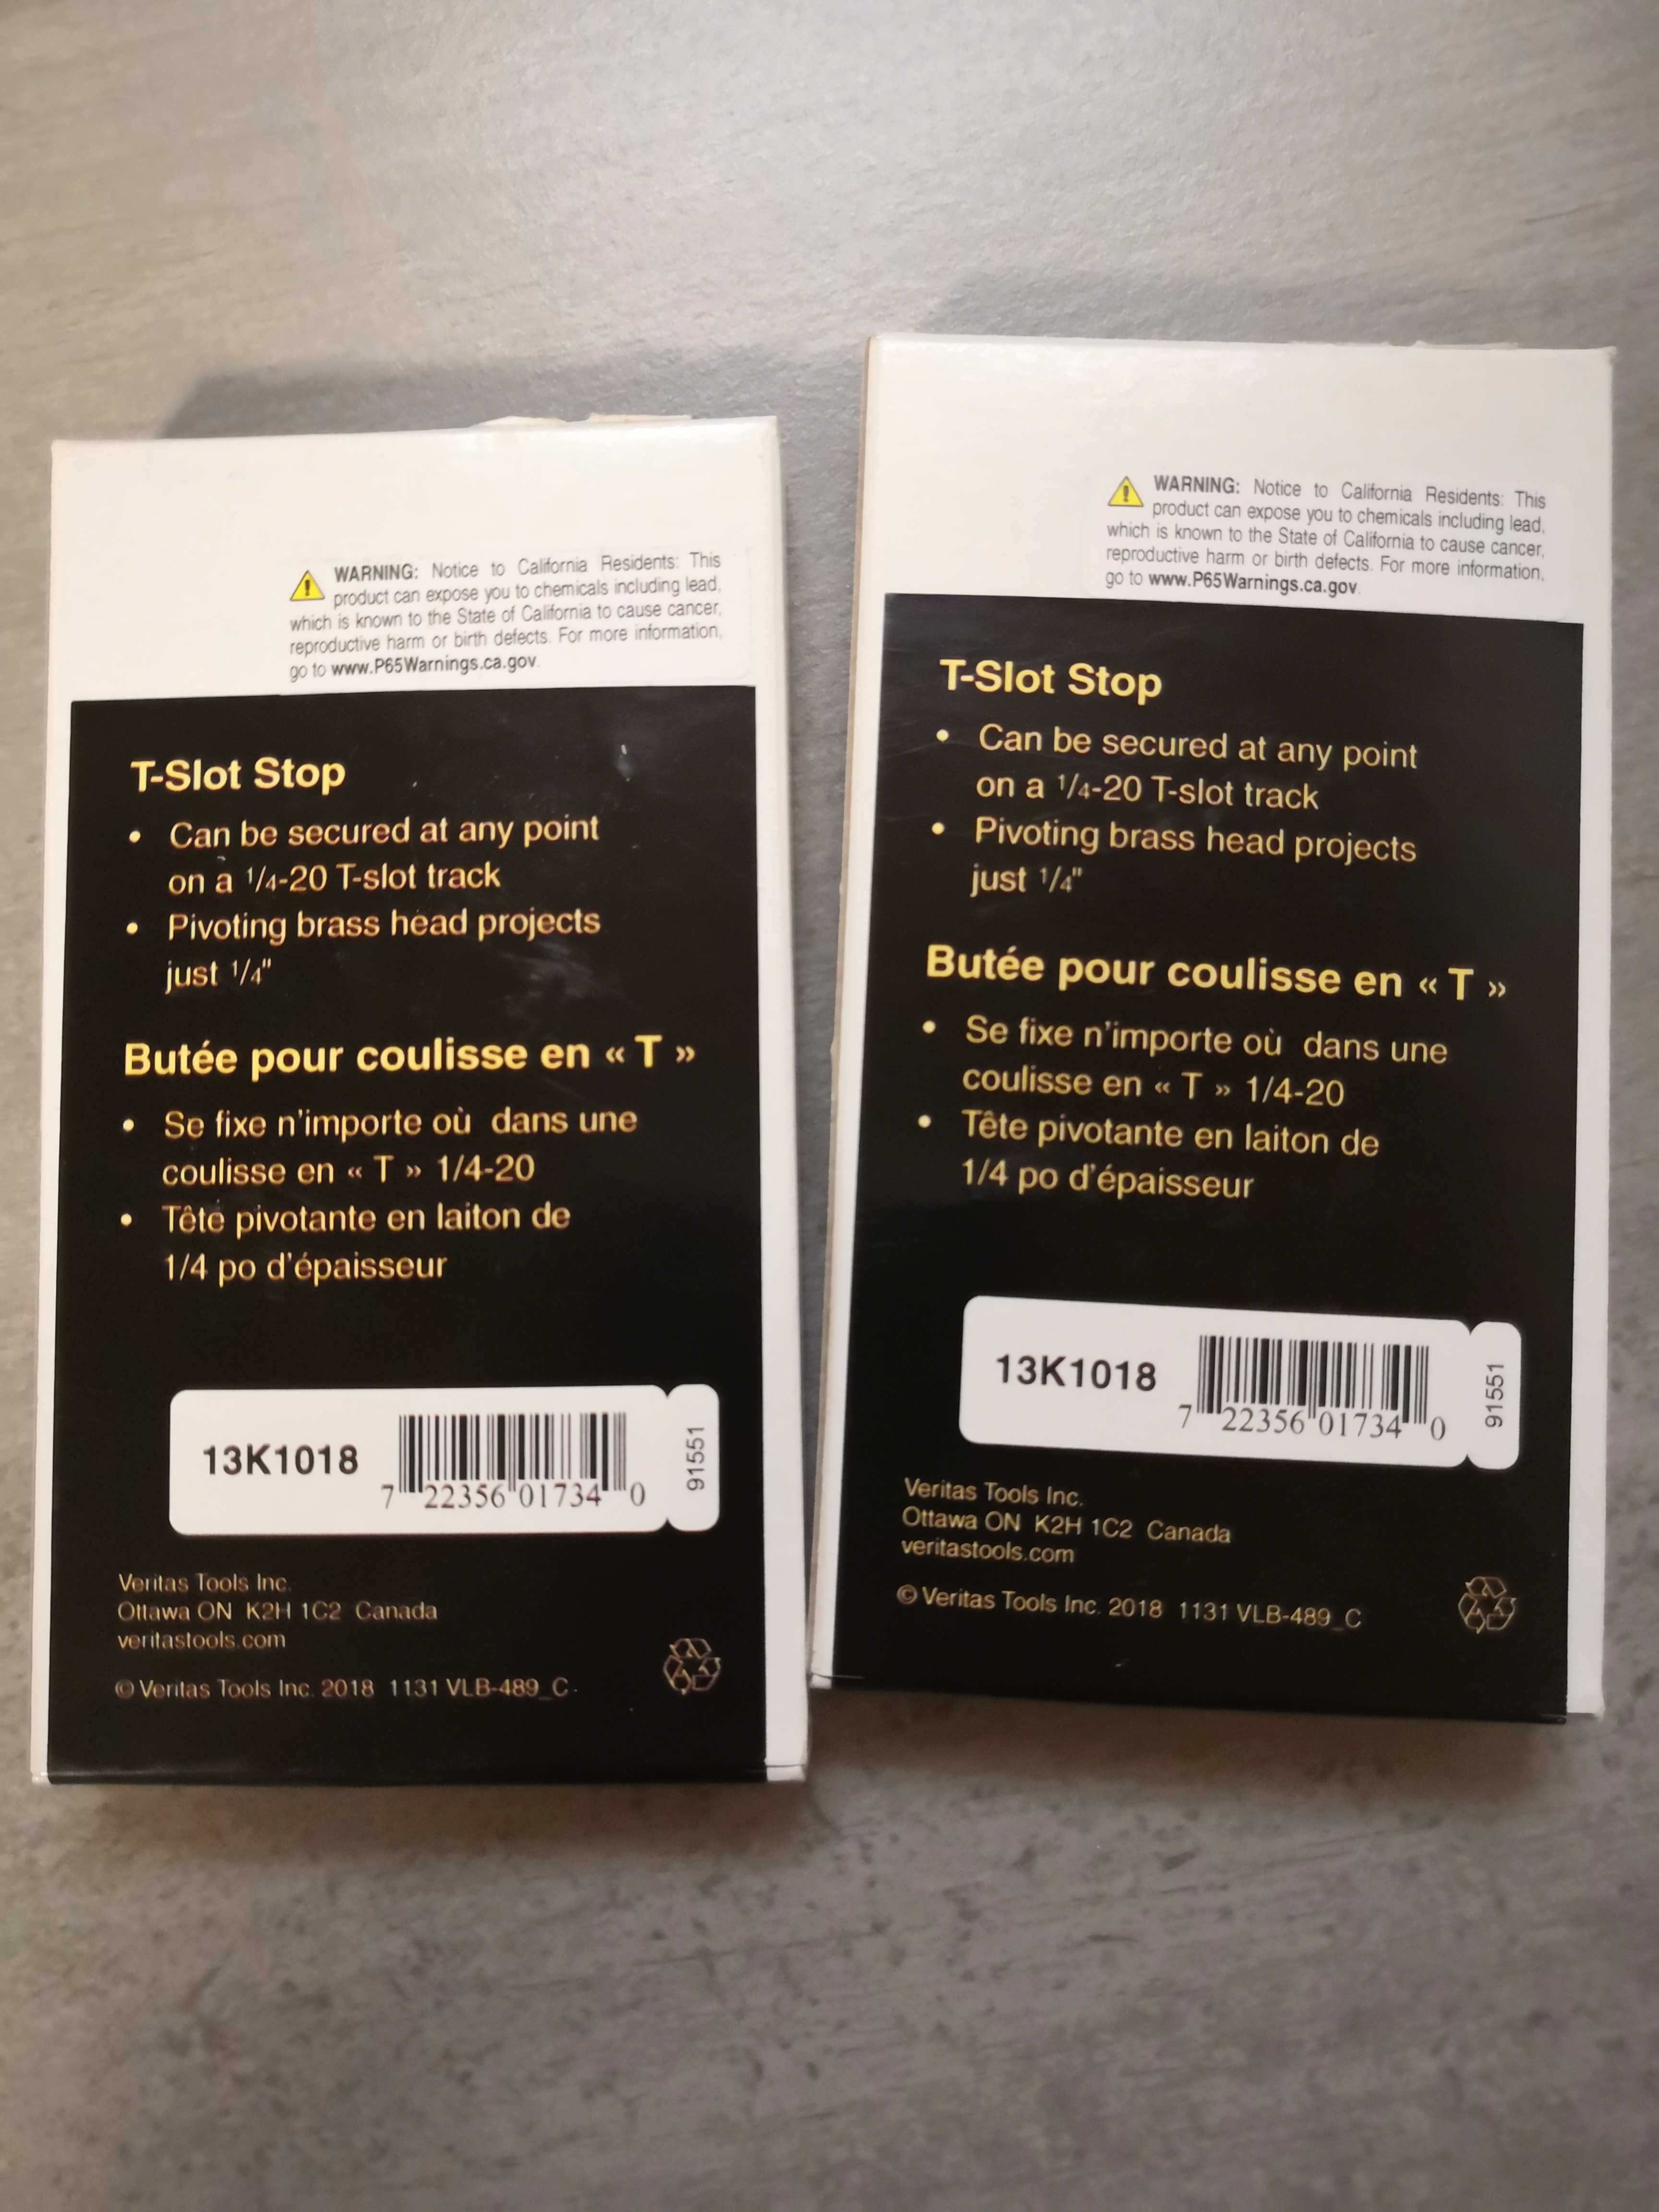 WARNING: Notice to California Residents: This
product can expose you to chemicals including lead,
which is known to the State of California to cause cancer,
reproductive harm or birth defects. For more information,
go to www.P65Warnings.ca.gov.
T-Slot Stop
• Can be secured at any point
on a 1/4-20 T-slot track
• Pivoting brass head projects
just 1/4"
Butée pour coulisse en « T »
• Se fixe n'importe où dans une
coulisse en « T » 1/4-20
• Tête pivotante en laiton de
1/4 po d'épaisseur
13K1018
7 22356 01734 0
91551
Veritas Tools Inc.
Ottawa ON K2H 1C2 Canada
veritastools.com
© Veritas Tools Inc. 2018 1131 VLB-489_C
WARNING: Notice to California Residents: This
product can expose you to chemicals including lead,
which is known to the State of California to cause cancer,
reproductive harm or birth defects. For more information,
go to www.P65Warnings.ca.gov.
T-Slot Stop
• Can be secured at any point
on a 1/4-20 T-slot track
• Pivoting brass head projects
just 1/4"
Butée pour coulisse en « T »
• Se fixe n'importe où dans une
coulisse en « T » 1/4-20
• Tête pivotante en laiton de
1/4 po d'épaisseur
13K1018
7 22356 01734 0
91551
Veritas Tools Inc.
Ottawa ON K2H 1C2 Canada
veritastools.com
© Veritas Tools Inc. 2018 1131 VLB-489_C